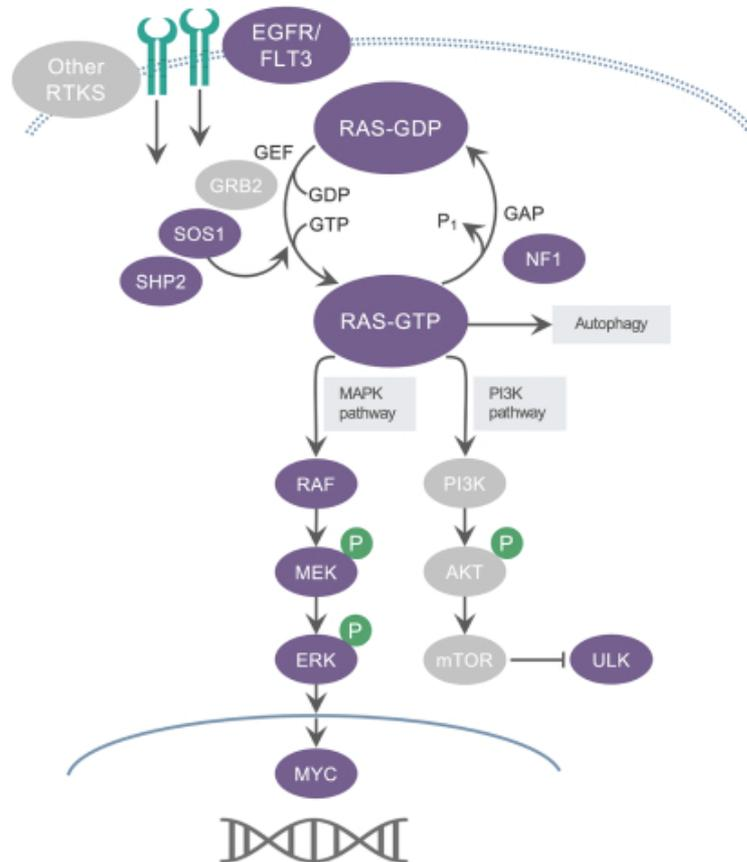 EGFR/
FLT3
Other
RTKS
RAS-GDP
GEF
GRB2
GDP
GTP
P₁
GAP
SOS1
NF1
SHP2
RAS-GTP
Autophagy
MAPK
pathway
PI3K
pathway
RAF
PI3K
P
P
MEK
AKT
P
ERK
mTOR
ULK
MYC